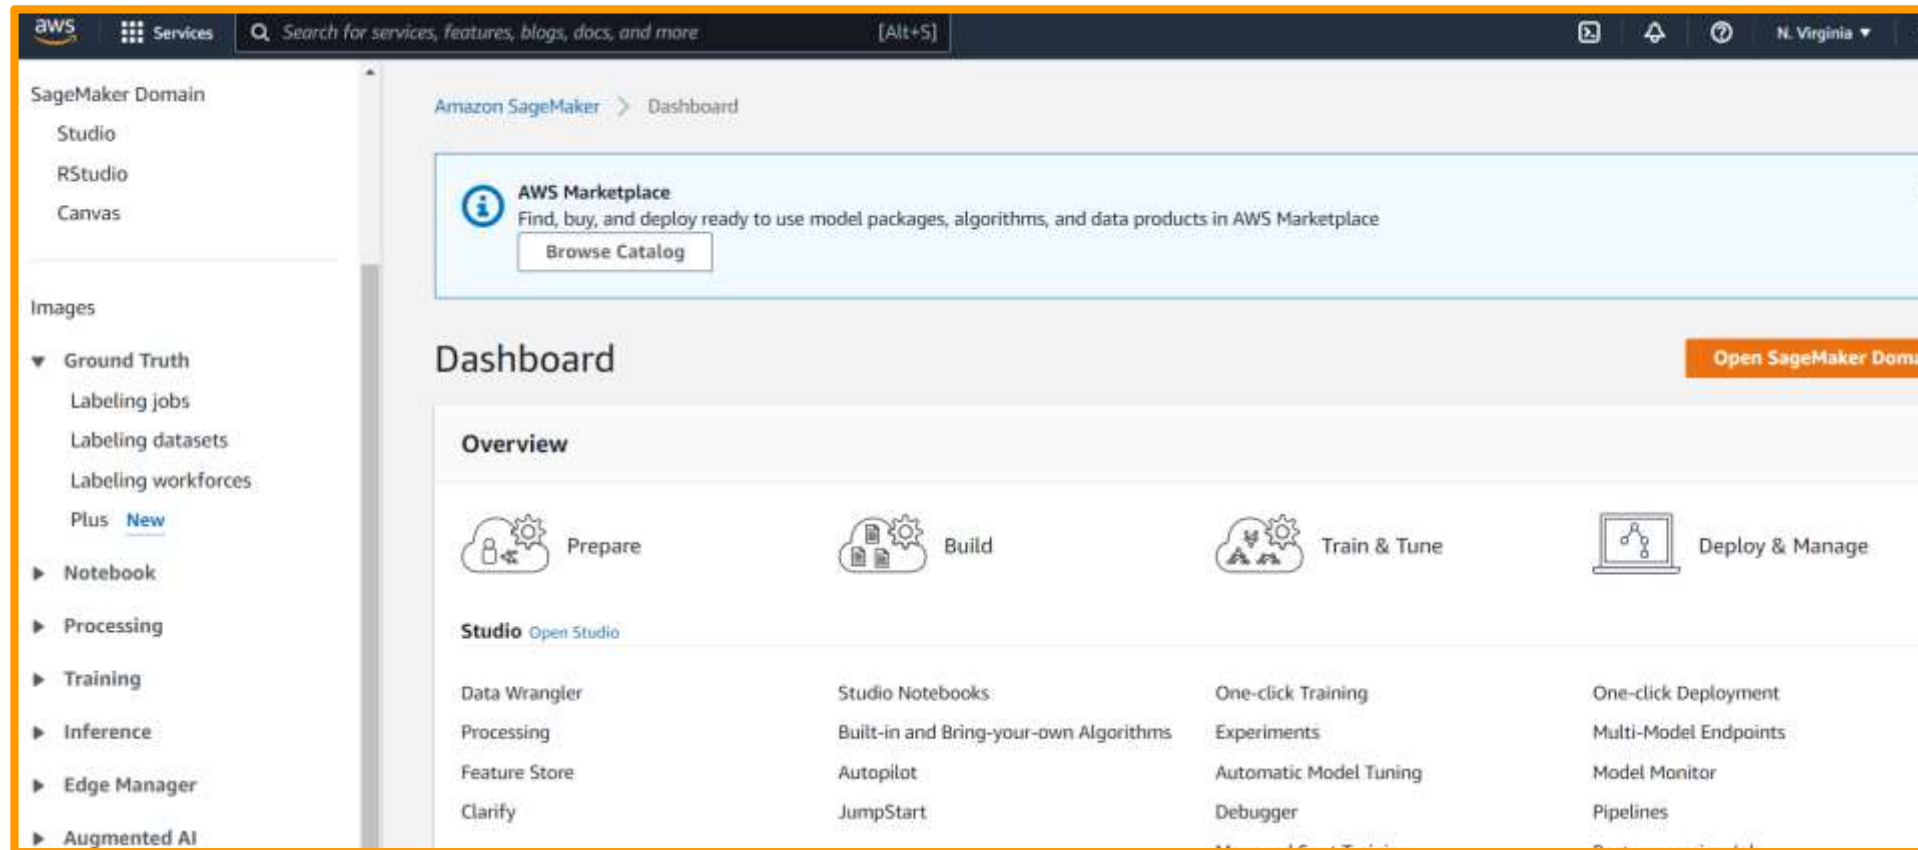 aws Services Search for services, features, blogs, docs, and more [Alt+S] N. Virginia
SageMaker Domain
Studio
RStudio
Canvas
Images
Ground Truth
Labeling jobs
Labeling datasets
Labeling workforces
Plus New
Notebook
Processing
Training
Inference
Edge Manager
Augmented AI
Amazon SageMaker > Dashboard
AWS Marketplace
Find, buy, and deploy ready to use model packages, algorithms, and data products in AWS Marketplace
Browse Catalog
Dashboard
Open SageMaker Doma
Overview
Prepare Build Train & Tune Deploy & Manage
Studio Open Studio
Data Wrangler Studio Notebooks One-click Training One-click Deployment
Processing Built-in and Bring-your-own Algorithms Experiments Multi-Model Endpoints
Feature Store Autopilot Automatic Model Tuning Model Monitor
Clarify JumpStart Debugger Pipelines